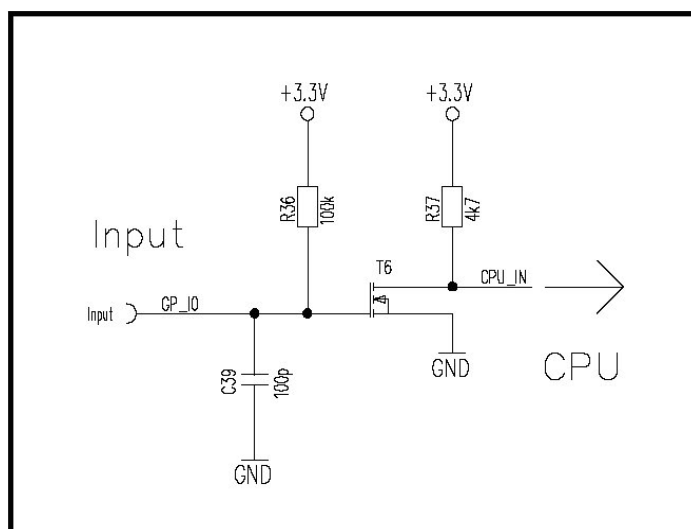 +3.3V
+3.3V
R36
100k
R37
4k7
Input
T6
CPU_IN
Input
GP_IO
C39
100p
GND
CPU
GND